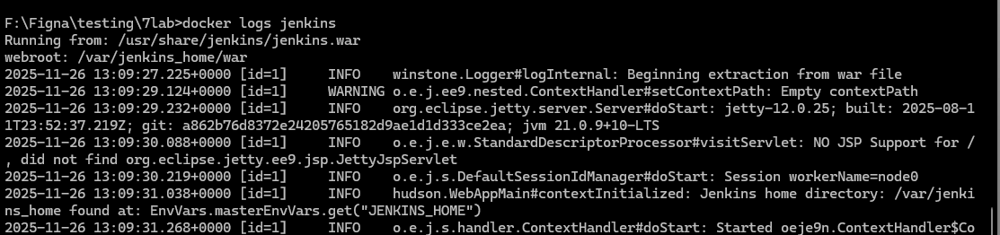 F:\Figna\testing\7lab>docker logs jenkins
Running from: /usr/share/jenkins/jenkins.war
webroot: /var/jenkins_home/war
2025-11-26 13:09:27.225+0000 [id=1]     INFO    winstone.Logger#logInternal: Beginning extraction from war file
2025-11-26 13:09:29.124+0000 [id=1]     WARNING o.e.j.ee9.nested.ContextHandler#setContextPath: Empty contextPath
2025-11-26 13:09:29.232+0000 [id=1]     INFO    org.eclipse.jetty.server.Server#doStart: jetty-12.0.25; built: 2025-08-1
1T23:52:37.219Z; git: a862b76d8372e24205765182d9ae1d1d333ce2ea; jvm 21.0.9+10-LTS
2025-11-26 13:09:30.088+0000 [id=1]     INFO    o.e.j.e.w.StandardDescriptorProcessor#visitServlet: NO JSP Support for /
, did not find org.eclipse.jetty.ee9.jsp.JettyJspServlet
2025-11-26 13:09:30.219+0000 [id=1]     INFO    o.e.j.s.DefaultSessionIdManager#doStart: Session workerName=node0
2025-11-26 13:09:31.038+0000 [id=1]     INFO    hudson.WebAppMain#contextInitialized: Jenkins home directory: /var/jenki
ns_home found at: EnvVars.masterEnvVars.get("JENKINS_HOME")
2025-11-26 13:09:31.268+0000 [id=1]     INFO    o.e.j.s.handler.ContextHandler#doStart: Started oeje9n.ContextHandler$Co